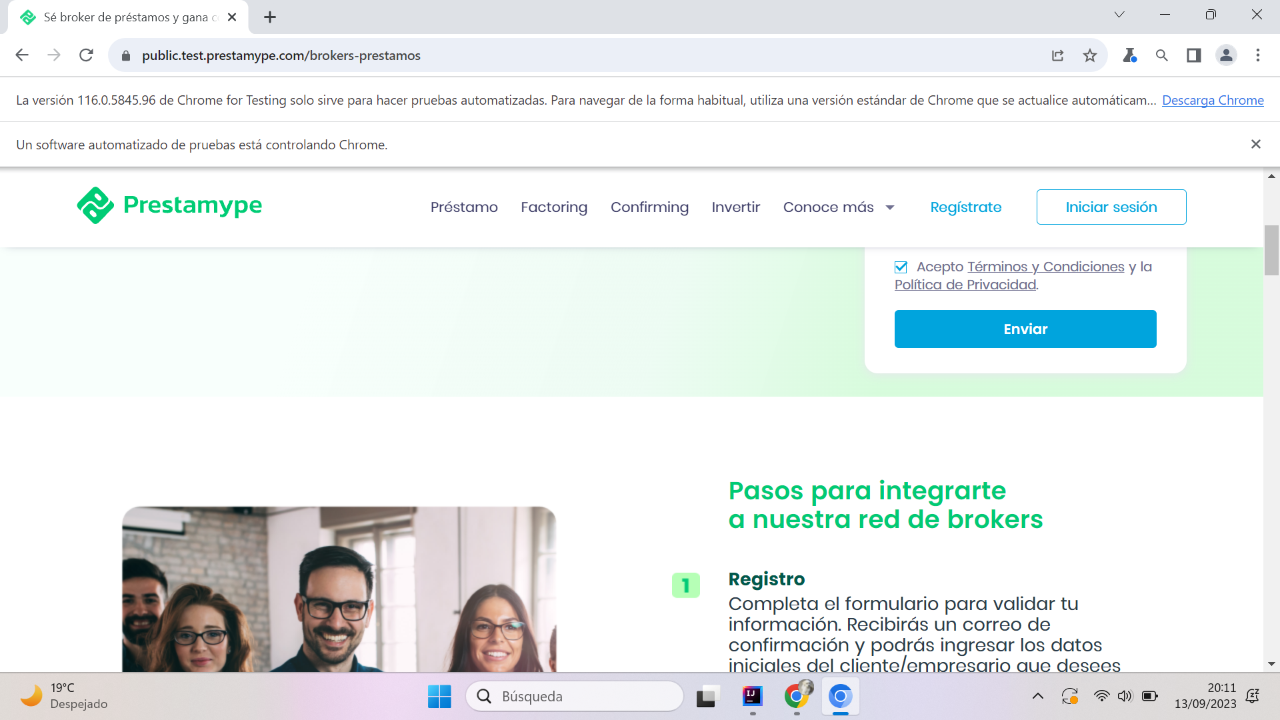 Sé broker de préstamos y gana
public.test.prestamype.com/brokers-prestamos
La versión 116.0.5845.96 de Chrome for Testing solo sirve para hacer pruebas automatizadas. Para navegar de la forma habitual, utiliza una versión estándar de Chrome que se actualice automáticam... Descarga Chrome
Un software automatizado de pruebas está controlando Chrome.
Prestamype Préstamo Factoring Confirming Invertir Conoce más Regístrate Iniciar sesión
Acepto Términos y Condiciones y la
Política de Privacidad.
Enviar
Pasos para integrarte
a nuestra red de brokers
1 Registro
Completa el formulario para validar tu
información. Recibirás un correo de
confirmación y podrás ingresar los datos
iniciales del cliente/empresario que desees
19°C
Despejado
Búsqueda
20:11
13/09/2023